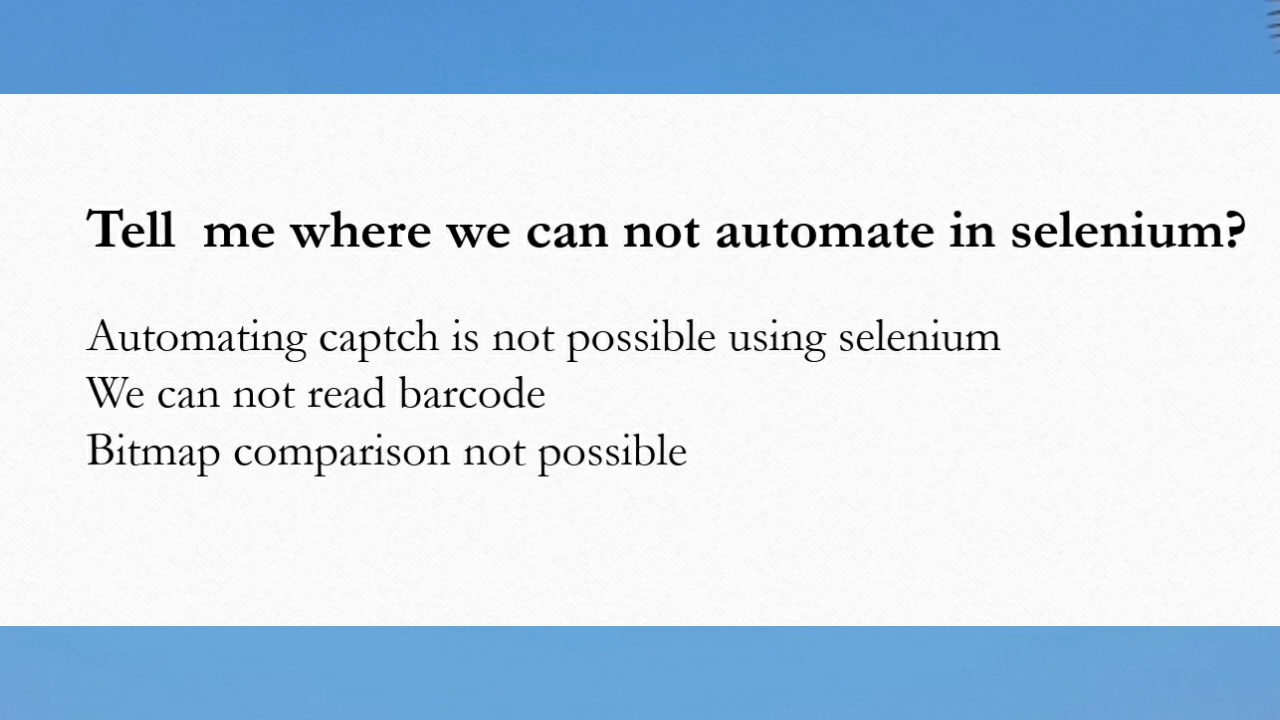 Tell me where we can not automate in selenium?
Automating captch is not possible using selenium
We can not read barcode
Bitmap comparison not possible